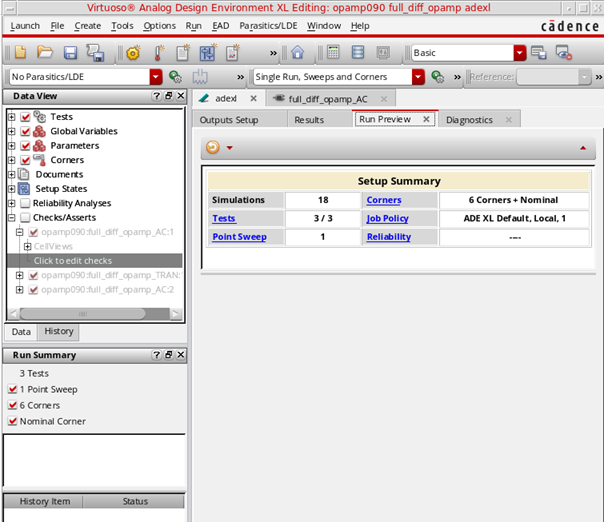 Virtuoso® Analog Design Environment XL Editing: opamp090 full_diff_opamp adexl
Launch File Create Tools Options Run EAD Parasitics/LDE Window Help cādence
» Basic »
No Parasitics/LDE » Single Run, Sweeps and Corners » Reference: »
Data View
Tests
Global Variables
Parameters
Corners
Documents
Setup States
Reliability Analyses
Checks/Asserts
opamp090:full_diff_opamp_AC:1
CellViews
Click to edit checks
opamp090:full_diff_opamp_TRAN:
opamp090:full_diff_opamp_AC:2
Data History
Run Summary
3 Tests
1 Point Sweep
6 Corners
Nominal Corner
History Item Status
adexl full_diff_opamp_AC
Outputs Setup Results Run Preview Diagnostics
Setup Summary
Simulations 18 Corners 6 Corners + Nominal
Tests 3 / 3 Job Policy ADE XL Default, Local, 1
Point Sweep 1 Reliability ----